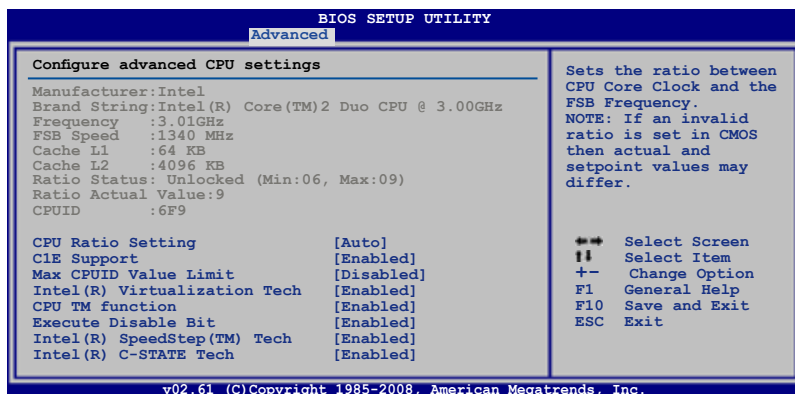 BIOS SETUP UTILITY
Advanced
Configure advanced CPU settings
Manufacturer:Intel
Brand String:Intel(R) Core(TM)2 Duo CPU @ 3.00GHz
Frequency :3.01GHz
FSB Speed :1340 MHz
Cache L1 :64 KB
Cache L2 :4096 KB
Ratio Status: Unlocked (Min:06, Max:09)
Ratio Actual Value:9
CPUID :6F9
CPU Ratio Setting [Auto]
C1E Support [Enabled]
Max CPUID Value Limit [Disabled]
Intel(R) Virtualization Tech [Enabled]
CPU TM function [Enabled]
Execute Disable Bit [Enabled]
Intel(R) SpeedStep(TM) Tech [Enabled]
Intel(R) C-STATE Tech [Enabled]
Sets the ratio between
CPU Core Clock and the
FSB Frequency.
NOTE: If an invalid
ratio is set in CMOS
then actual and
setpoint values may
differ.
←→ Select Screen
↑↓ Select Item
+- Change Option
F1 General Help
F10 Save and Exit
ESC Exit
v02.61 (C)Copyright 1985-2008, American Megatrends, Inc.